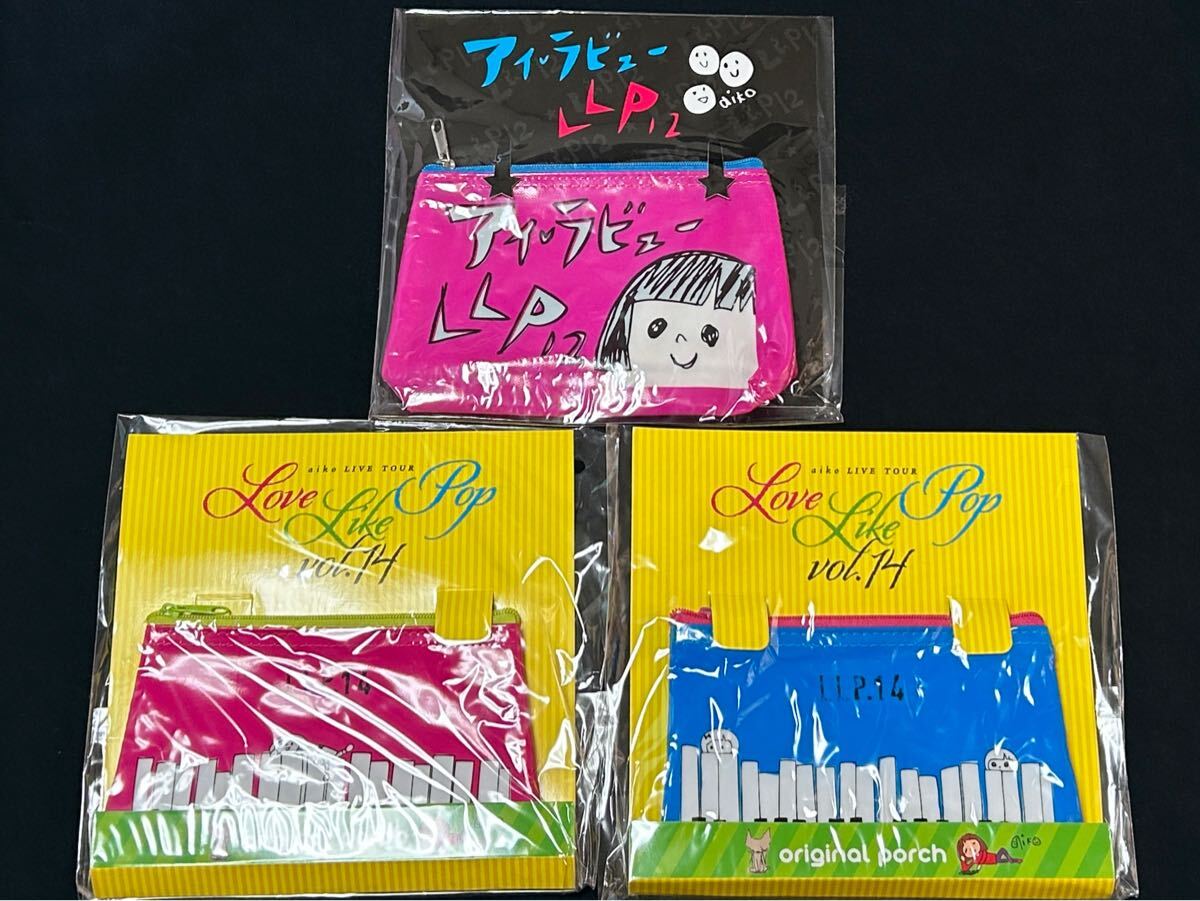 アイ・ラビュー
LLP12
aiko
アイ・ラビュー
LLP12
aiko LIVE TOUR
Love Like Pop
vol.14
L.L.P.14
aiko LIVE TOUR
Love Like Pop
vol.14
L.L.P.14
original porch
aiko